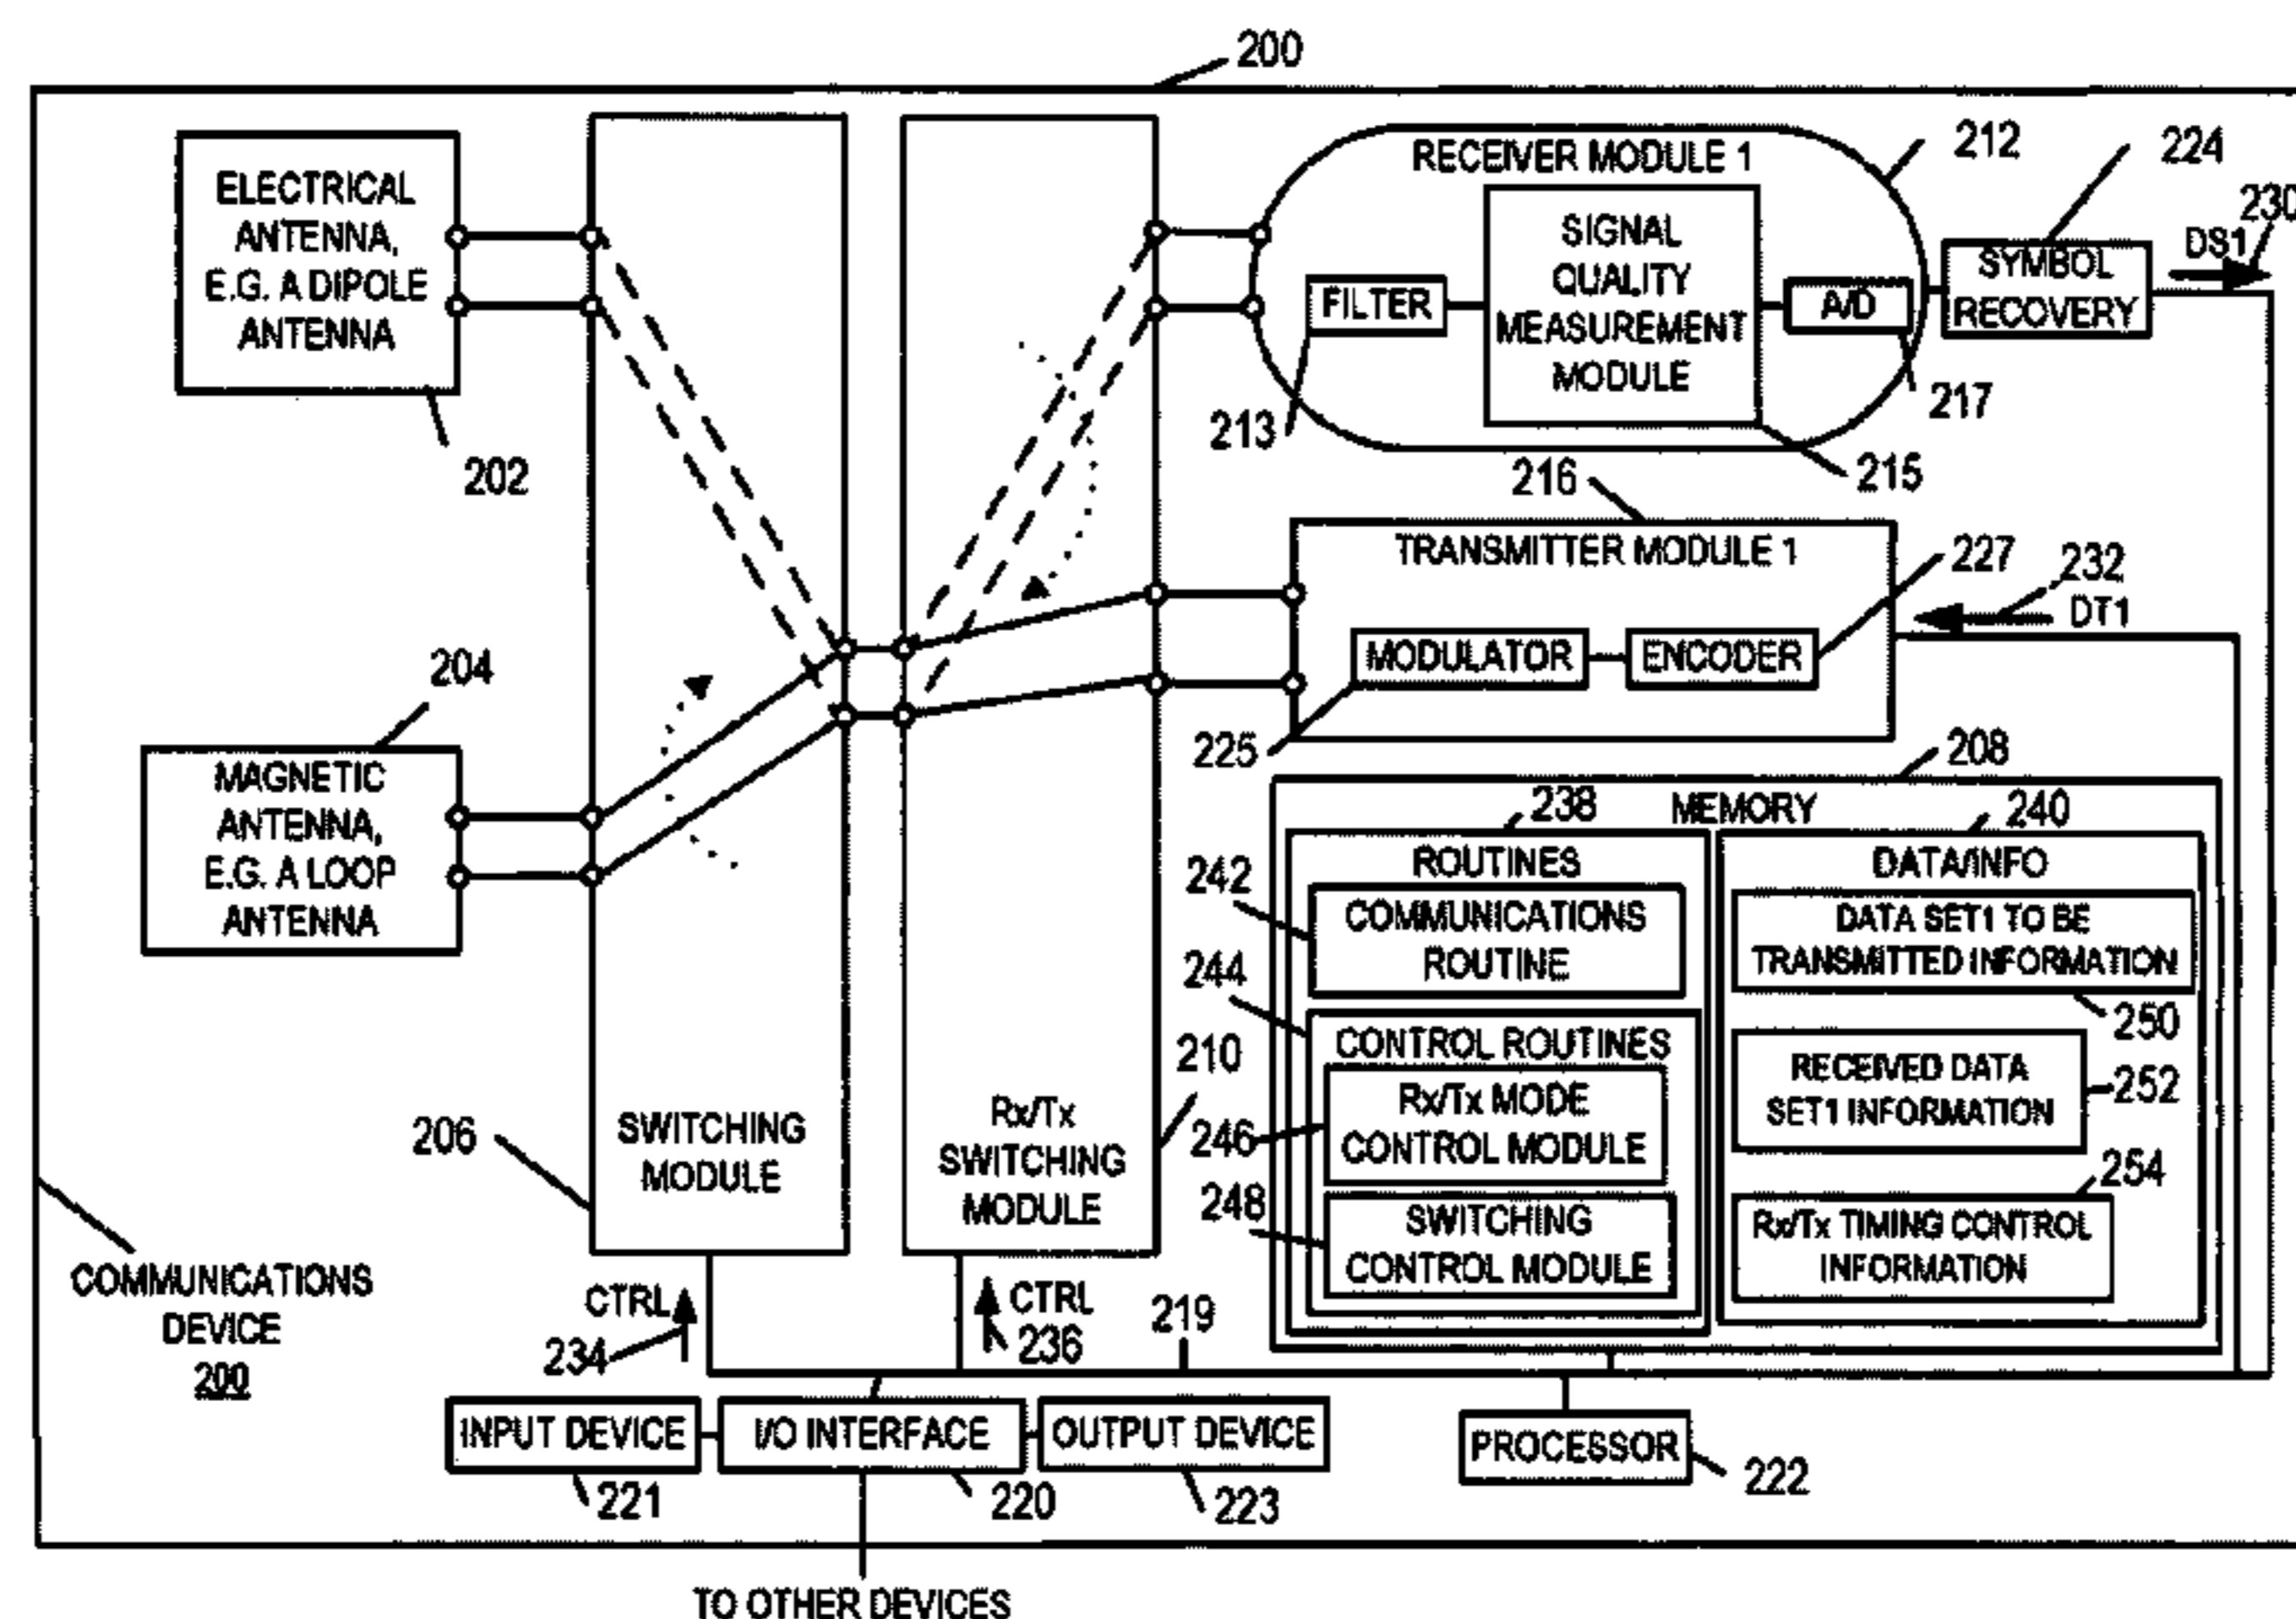 200
ELECTRICAL
ANTENNA,
E.G. A DIPOLE
ANTENNA
202
RECEIVER MODULE 1
212
FILTER
213
SIGNAL
QUALITY
MEASUREMENT
MODULE
215
A/D
217
224
SYMBOL
RECOVERY
230
DS1
216
TRANSMITTER MODULE 1
227
232
DT1
MODULATOR
ENCODER
225
204
MAGNETIC
ANTENNA,
E.G. A LOOP
ANTENNA
206
SWITCHING
MODULE
210
Rx/Tx
SWITCHING
MODULE
208
MEMORY
238
ROUTINES
242
COMMUNICATIONS
ROUTINE
244
CONTROL ROUTINES
246
Rx/Tx MODE
CONTROL MODULE
248
SWITCHING
CONTROL MODULE
240
DATA/INFO
DATA SET1 TO BE
TRANSMITTED INFORMATION
250
RECEIVED DATA
SET1 INFORMATION
252
254
Rx/Tx TIMING CONTROL
INFORMATION
COMMUNICATIONS
DEVICE
200
CTRL
234
CTRL
236
219
INPUT DEVICE
221
I/O INTERFACE
220
OUTPUT DEVICE
223
PROCESSOR
222
TO OTHER DEVICES